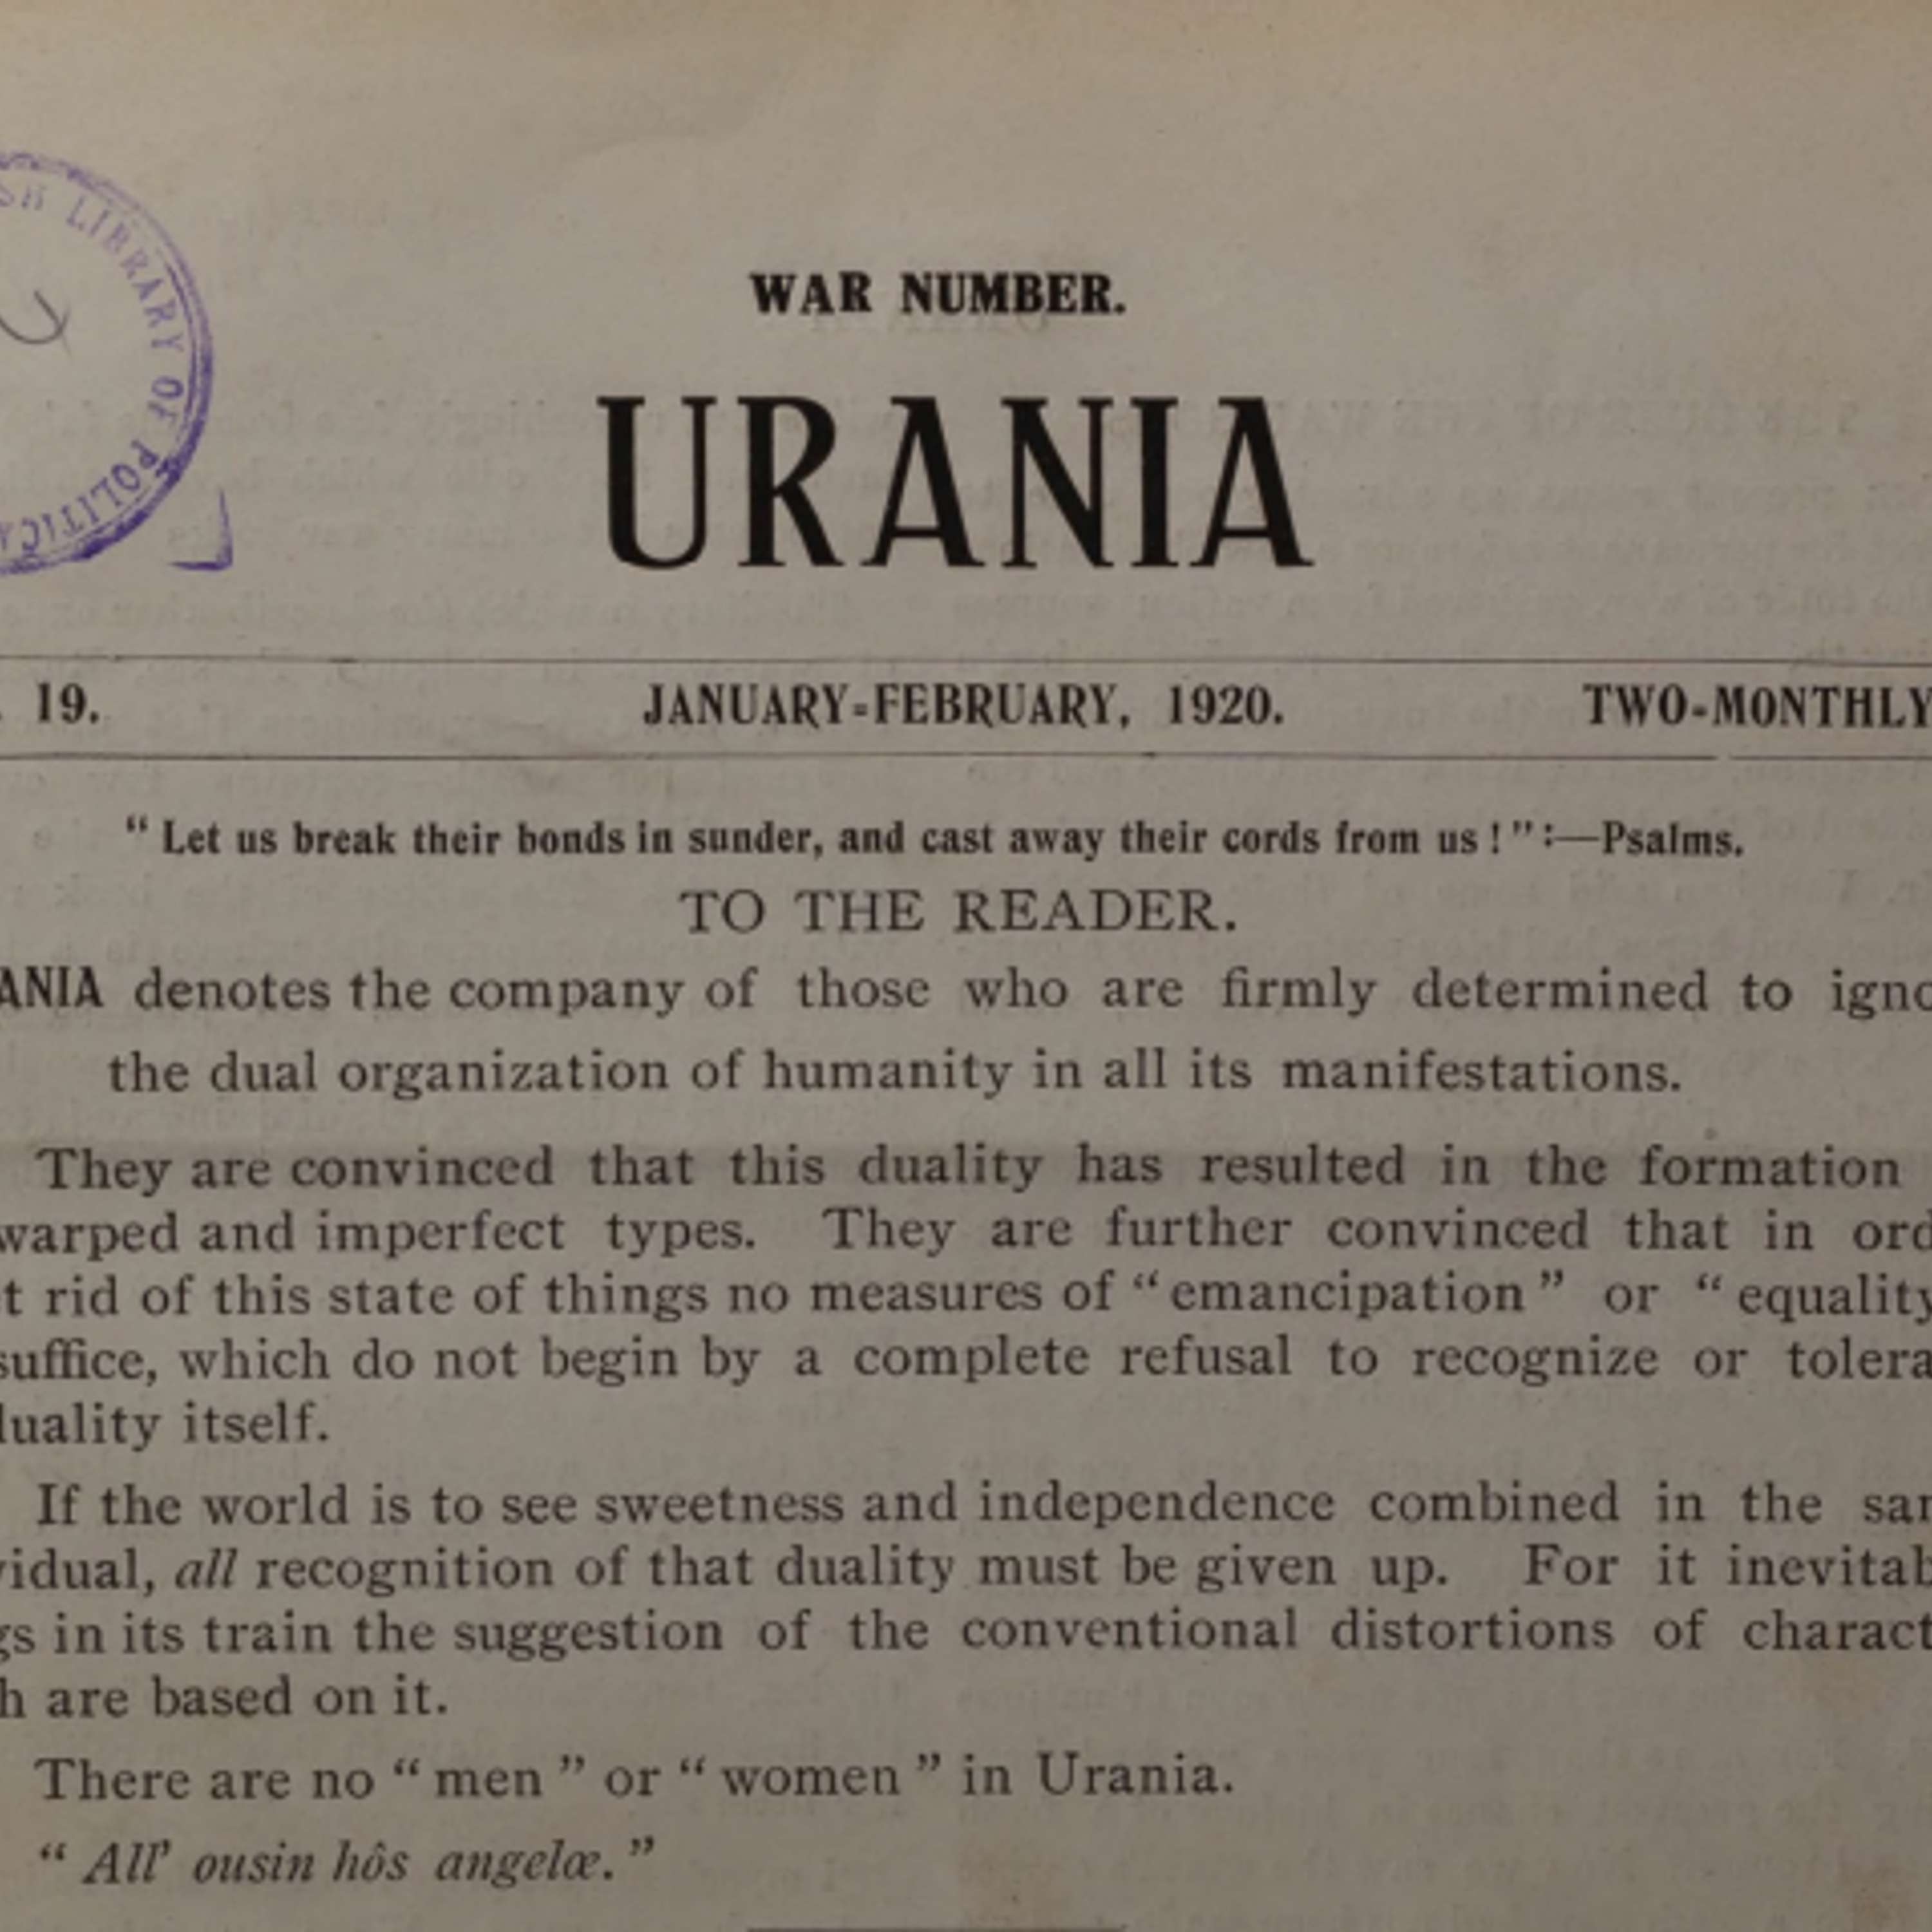 SH LIBRARY OF POLITICA
WAR NUMBER.
URANIA
. 19. JANUARY=FEBRUARY, 1920. TWO-MONTHLY
“ Let us break their bonds in sunder, and cast away their cords from us ! ” :—Psalms.
TO THE READER.
ANIA denotes the company of those who are firmly determined to igno
the dual organization of humanity in all its manifestations.
They are convinced that this duality has resulted in the formation
warped and imperfect types. They are further convinced that in ord
t rid of this state of things no measures of “ emancipation ” or “ equality
suffice, which do not begin by a complete refusal to recognize or tolera
luality itself.
If the world is to see sweetness and independence combined in the sam
vidual, all recognition of that duality must be given up. For it inevitab
gs in its train the suggestion of the conventional distortions of charact
h are based on it.
There are no “ men ” or “ women ” in Urania.
“ All’ ousin hôs angelœ. ”